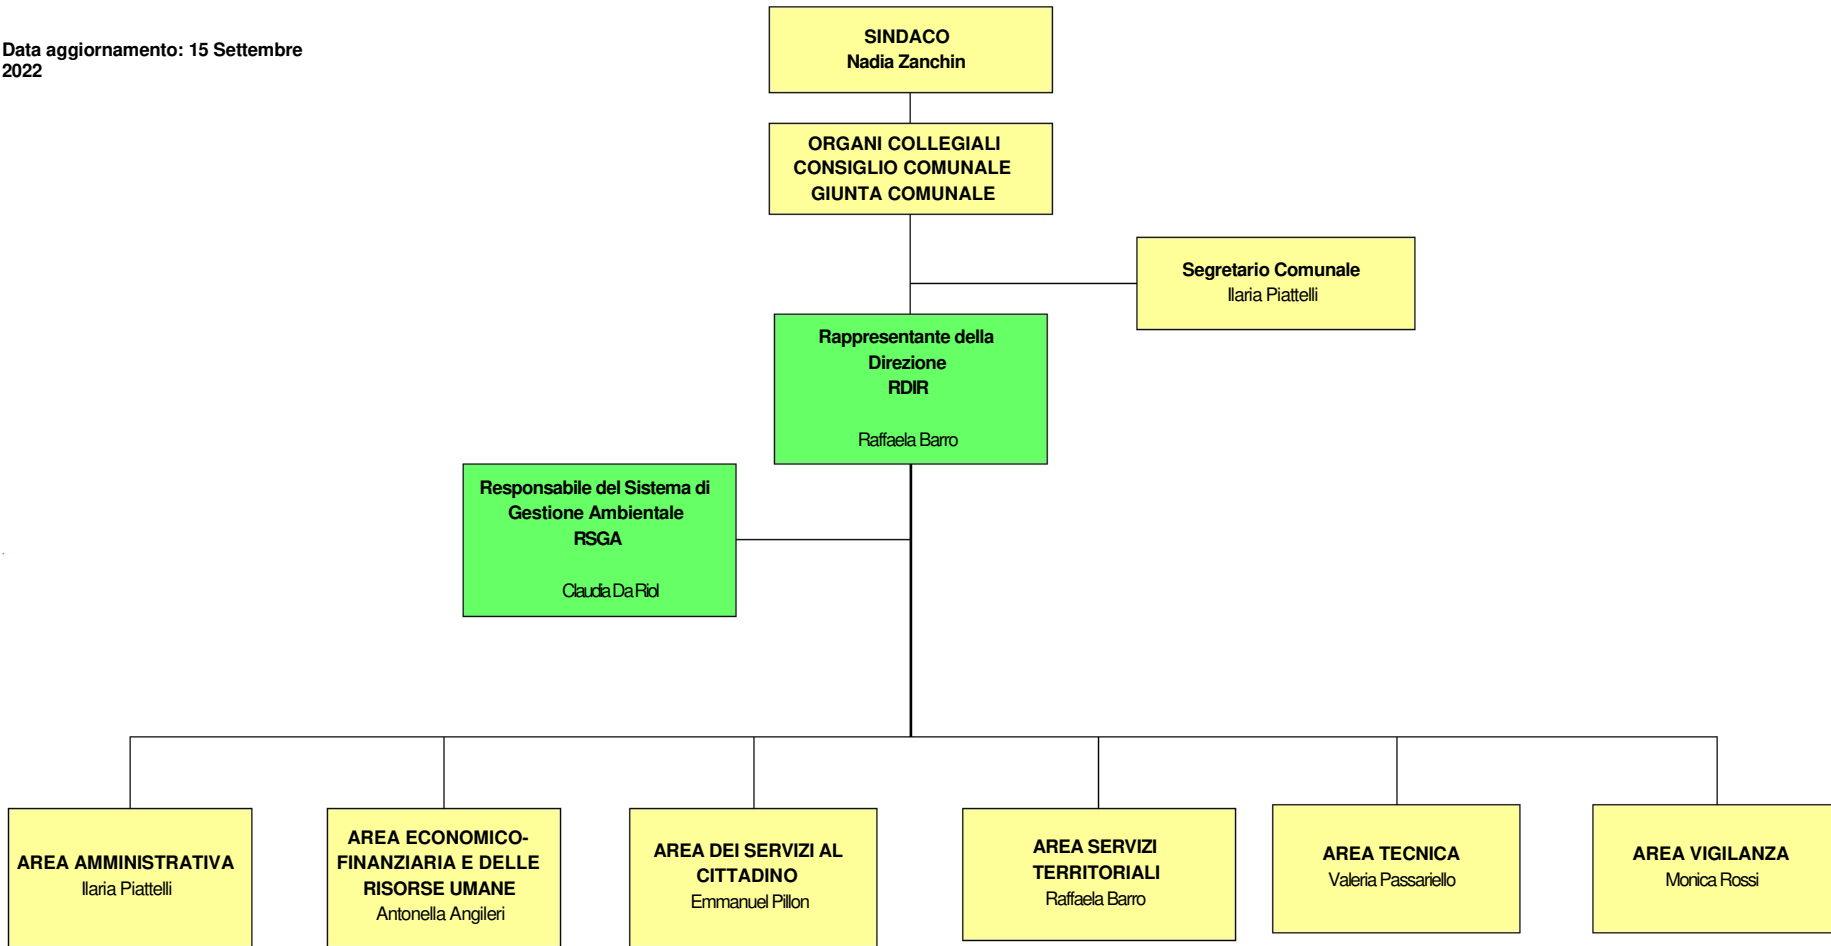 Data aggiornamento: 15 Settembre
2022
SINDACO
Nadia Zanchin
ORGANI COLLEGIALI
CONSIGLIO COMUNALE
GIUNTA COMUNALE
Segretario Comunale
Ilaria Piattelli
Rappresentante della
Direzione
RDIR
Raffaela Barro
Responsabile del Sistema di
Gestione Ambientale
RSGA
Claudia Da Riol
AREA AMMINISTRATIVA
Ilaria Piattelli
AREA ECONOMICO-
FINANZIARIA E DELLE
RISORSE UMANE
Antonella Angileri
AREA DEI SERVIZI AL
CITTADINO
Emmanuel Pillon
AREA SERVIZI
TERRITORIALI
Raffaela Barro
AREA TECNICA
Valeria Passariello
AREA VIGILANZA
Monica Rossi